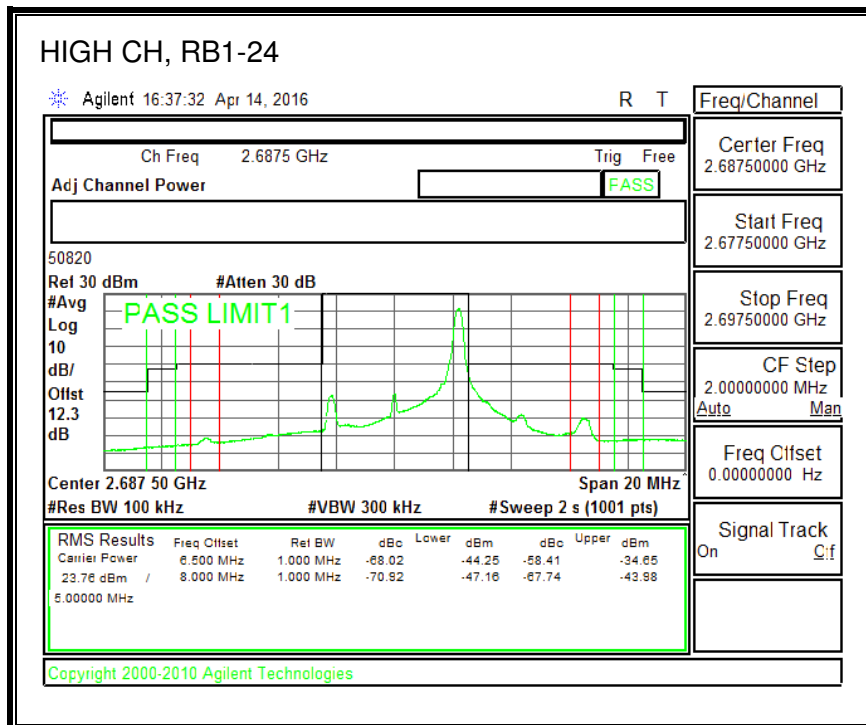 HIGH CH, RB1-24
Agilent 16:37:32 Apr 14, 2016 R T
Freq/Channel
Ch Freq 2.6875 GHz Trig Free
Adj Channel Power PASS
Center Freq
2.68750000 GHz
Start Freq
2.67750000 GHz
Stop Freq
2.69750000 GHz
CF Step
2.00000000 MHz
Auto Man
Freq Offset
0.00000000 Hz
Signal Track
On Off
50820
Ref 30 dBm #Atten 30 dB
#Avg
Log
10
dB/
Offst
12.3
dB
PASS LIMIT1
Center 2.687 50 GHz Span 20 MHz^
#Res BW 100 kHz #VBW 300 kHz #Sweep 2 s (1001 pts)
RMS Results Freq Offset Ref BW dBc Lower dBm dBc Upper dBm
Carrier Power 6.500 MHz 1.000 MHz -68.02 -44.25 -58.41 -34.65
23.76 dBm / 8.000 MHz 1.000 MHz -70.92 -47.16 -67.74 -43.98
5.00000 MHz
Copyright 2000-2010 Agilent Technologies